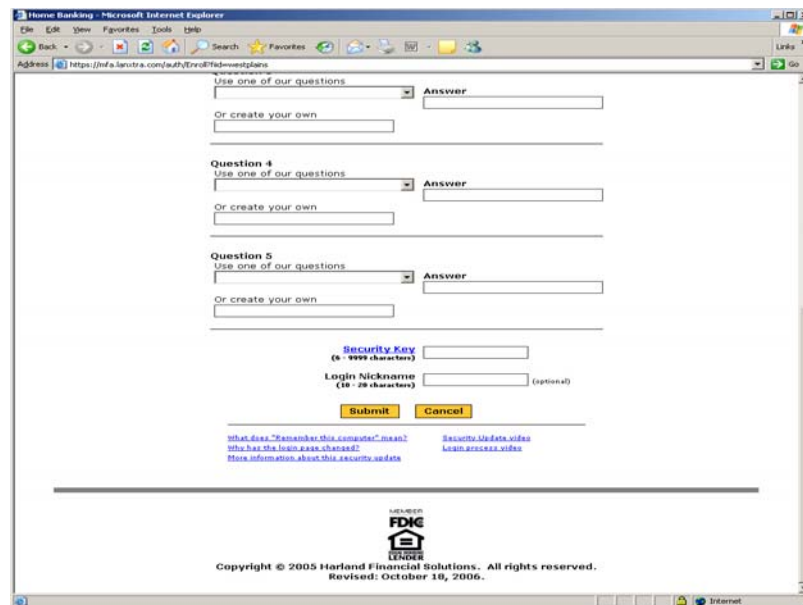 Home Banking - Microsoft Internet Explorer
File Edit View Favorites Tools Help
Back Search Favorites Links
Address https://mfa.lanxtra.com/auth/Enroll?fiid=westplains Go
Use one of our questions
Answer
Or create your own
Question 4
Use one of our questions
Answer
Or create your own
Question 5
Use one of our questions
Answer
Or create your own
Security Key
(6 - 9999 characters)
Login Nickname
(10 - 20 characters)
(optional)
Submit Cancel
What does "Remember this computer" mean? Security Update video
Why has the login page changed? Login process video
More information about this security update
MEMBER
FDIC
EQUAL HOUSING
LENDER
Copyright © 2005 Harland Financial Solutions. All rights reserved.
Revised: October 18, 2006.
Internet